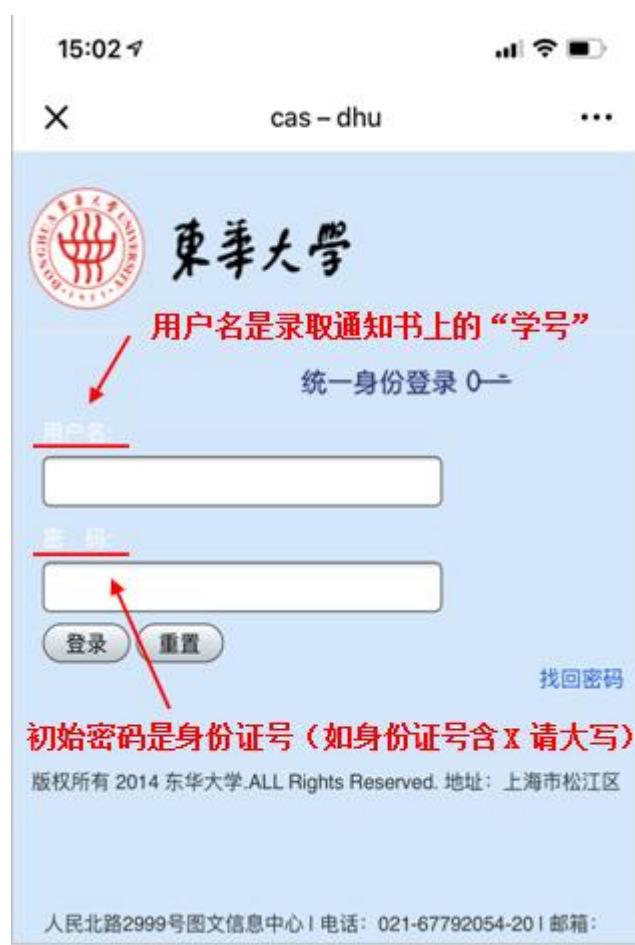 15:02
cas – dhu
東華大學
用户名是录取通知书上的“学号”
统一身份登录 0
用户名:
密 码:
登录 重置
找回密码
初始密码是身份证号（如身份证号含 X 请大写）
版权所有 2014 东华大学.ALL Rights Reserved. 地址：上海市松江区
人民北路2999号图文信息中心 | 电话：021-67792054-20 | 邮箱：